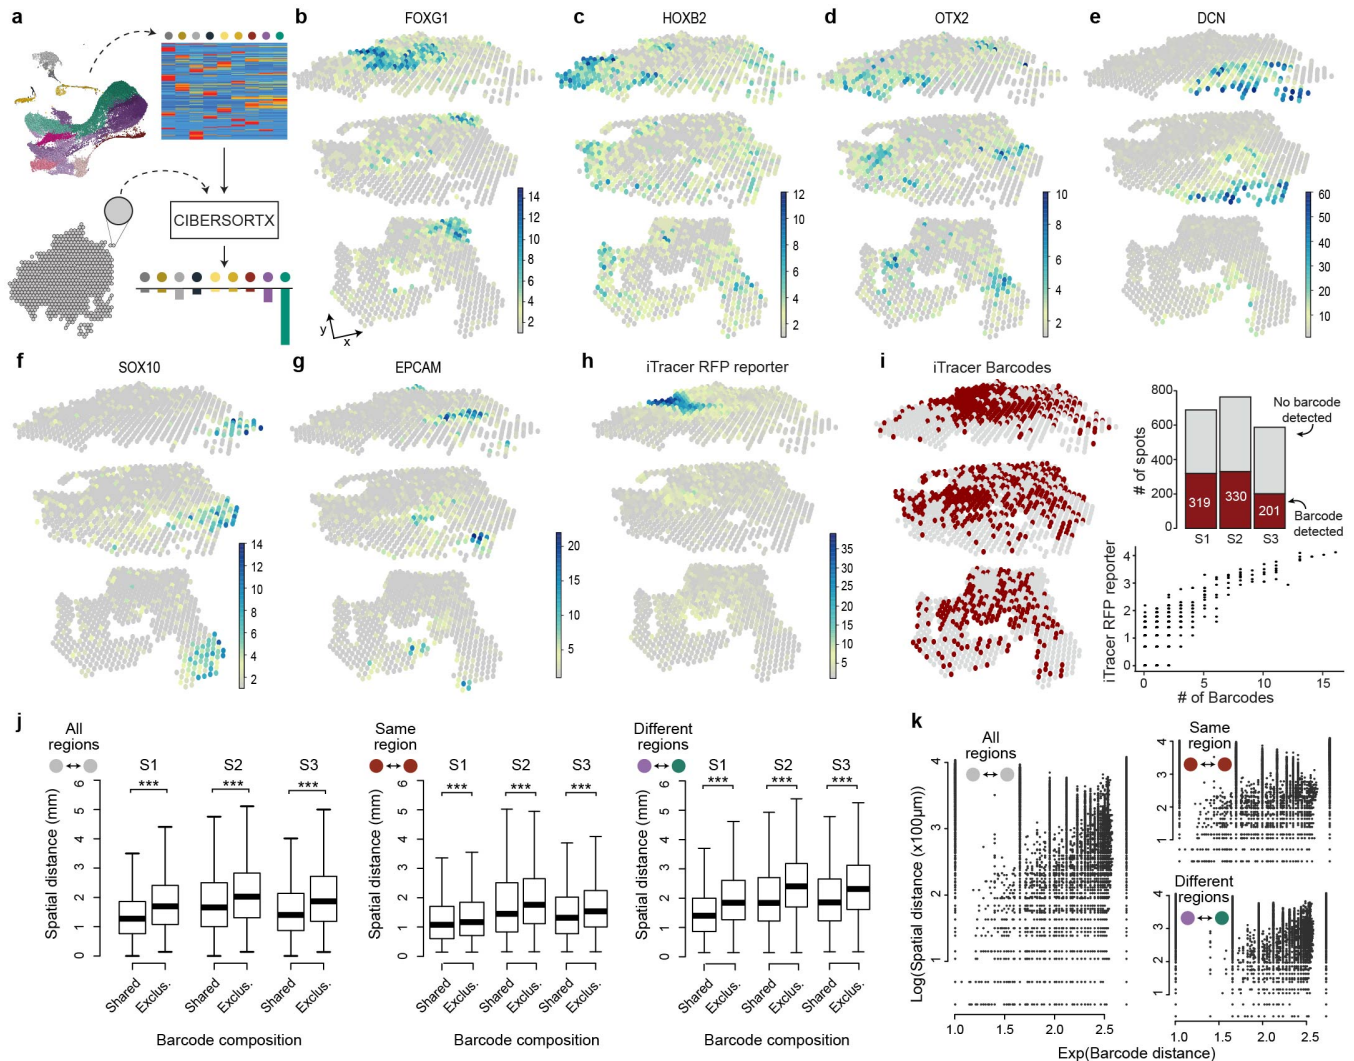 a
CIBERSORTX
b
FOXG1
14
12
10
8
6
4
2
y
x
c
HOXB2
12
10
8
6
4
2
d
OTX2
10
8
6
4
2
e
DCN
60
50
40
30
20
10
f
SOX10
14
12
10
8
6
4
2
g
EPCAM
20
15
10
5
h
iTracer RFP reporter
35
30
25
20
15
10
5
i
iTracer Barcodes
800
600
400
200
0
# of spots
No barcode
detected
319
330
201
Barcode
detected
S1
S2
S3
4
3
2
1
0
iTracer RFP reporter
0
5
10
15
# of Barcodes
j
All
regions
S1
S2
S3
***
***
***
6
5
4
3
2
1
0
Spatial distance (mm)
Shared
Exclus.
Shared
Exclus.
Shared
Exclus.
Barcode composition
Same
region
S1
S2
S3
***
***
***
6
5
4
3
2
1
0
Spatial distance (mm)
Shared
Exclus.
Shared
Exclus.
Shared
Exclus.
Barcode composition
Different
regions
S1
S2
S3
***
***
***
6
5
4
3
2
1
0
Spatial distance (mm)
Shared
Exclus.
Shared
Exclus.
Shared
Exclus.
Barcode composition
k
All
regions
4
3
2
1
Log(Spatial distance (x100μm))
1.0
1.5
2.0
2.5
Same
region
4
3
2
1
Different
regions
4
3
2
1
1.0
1.5
2.0
2.5
Exp(Barcode distance)